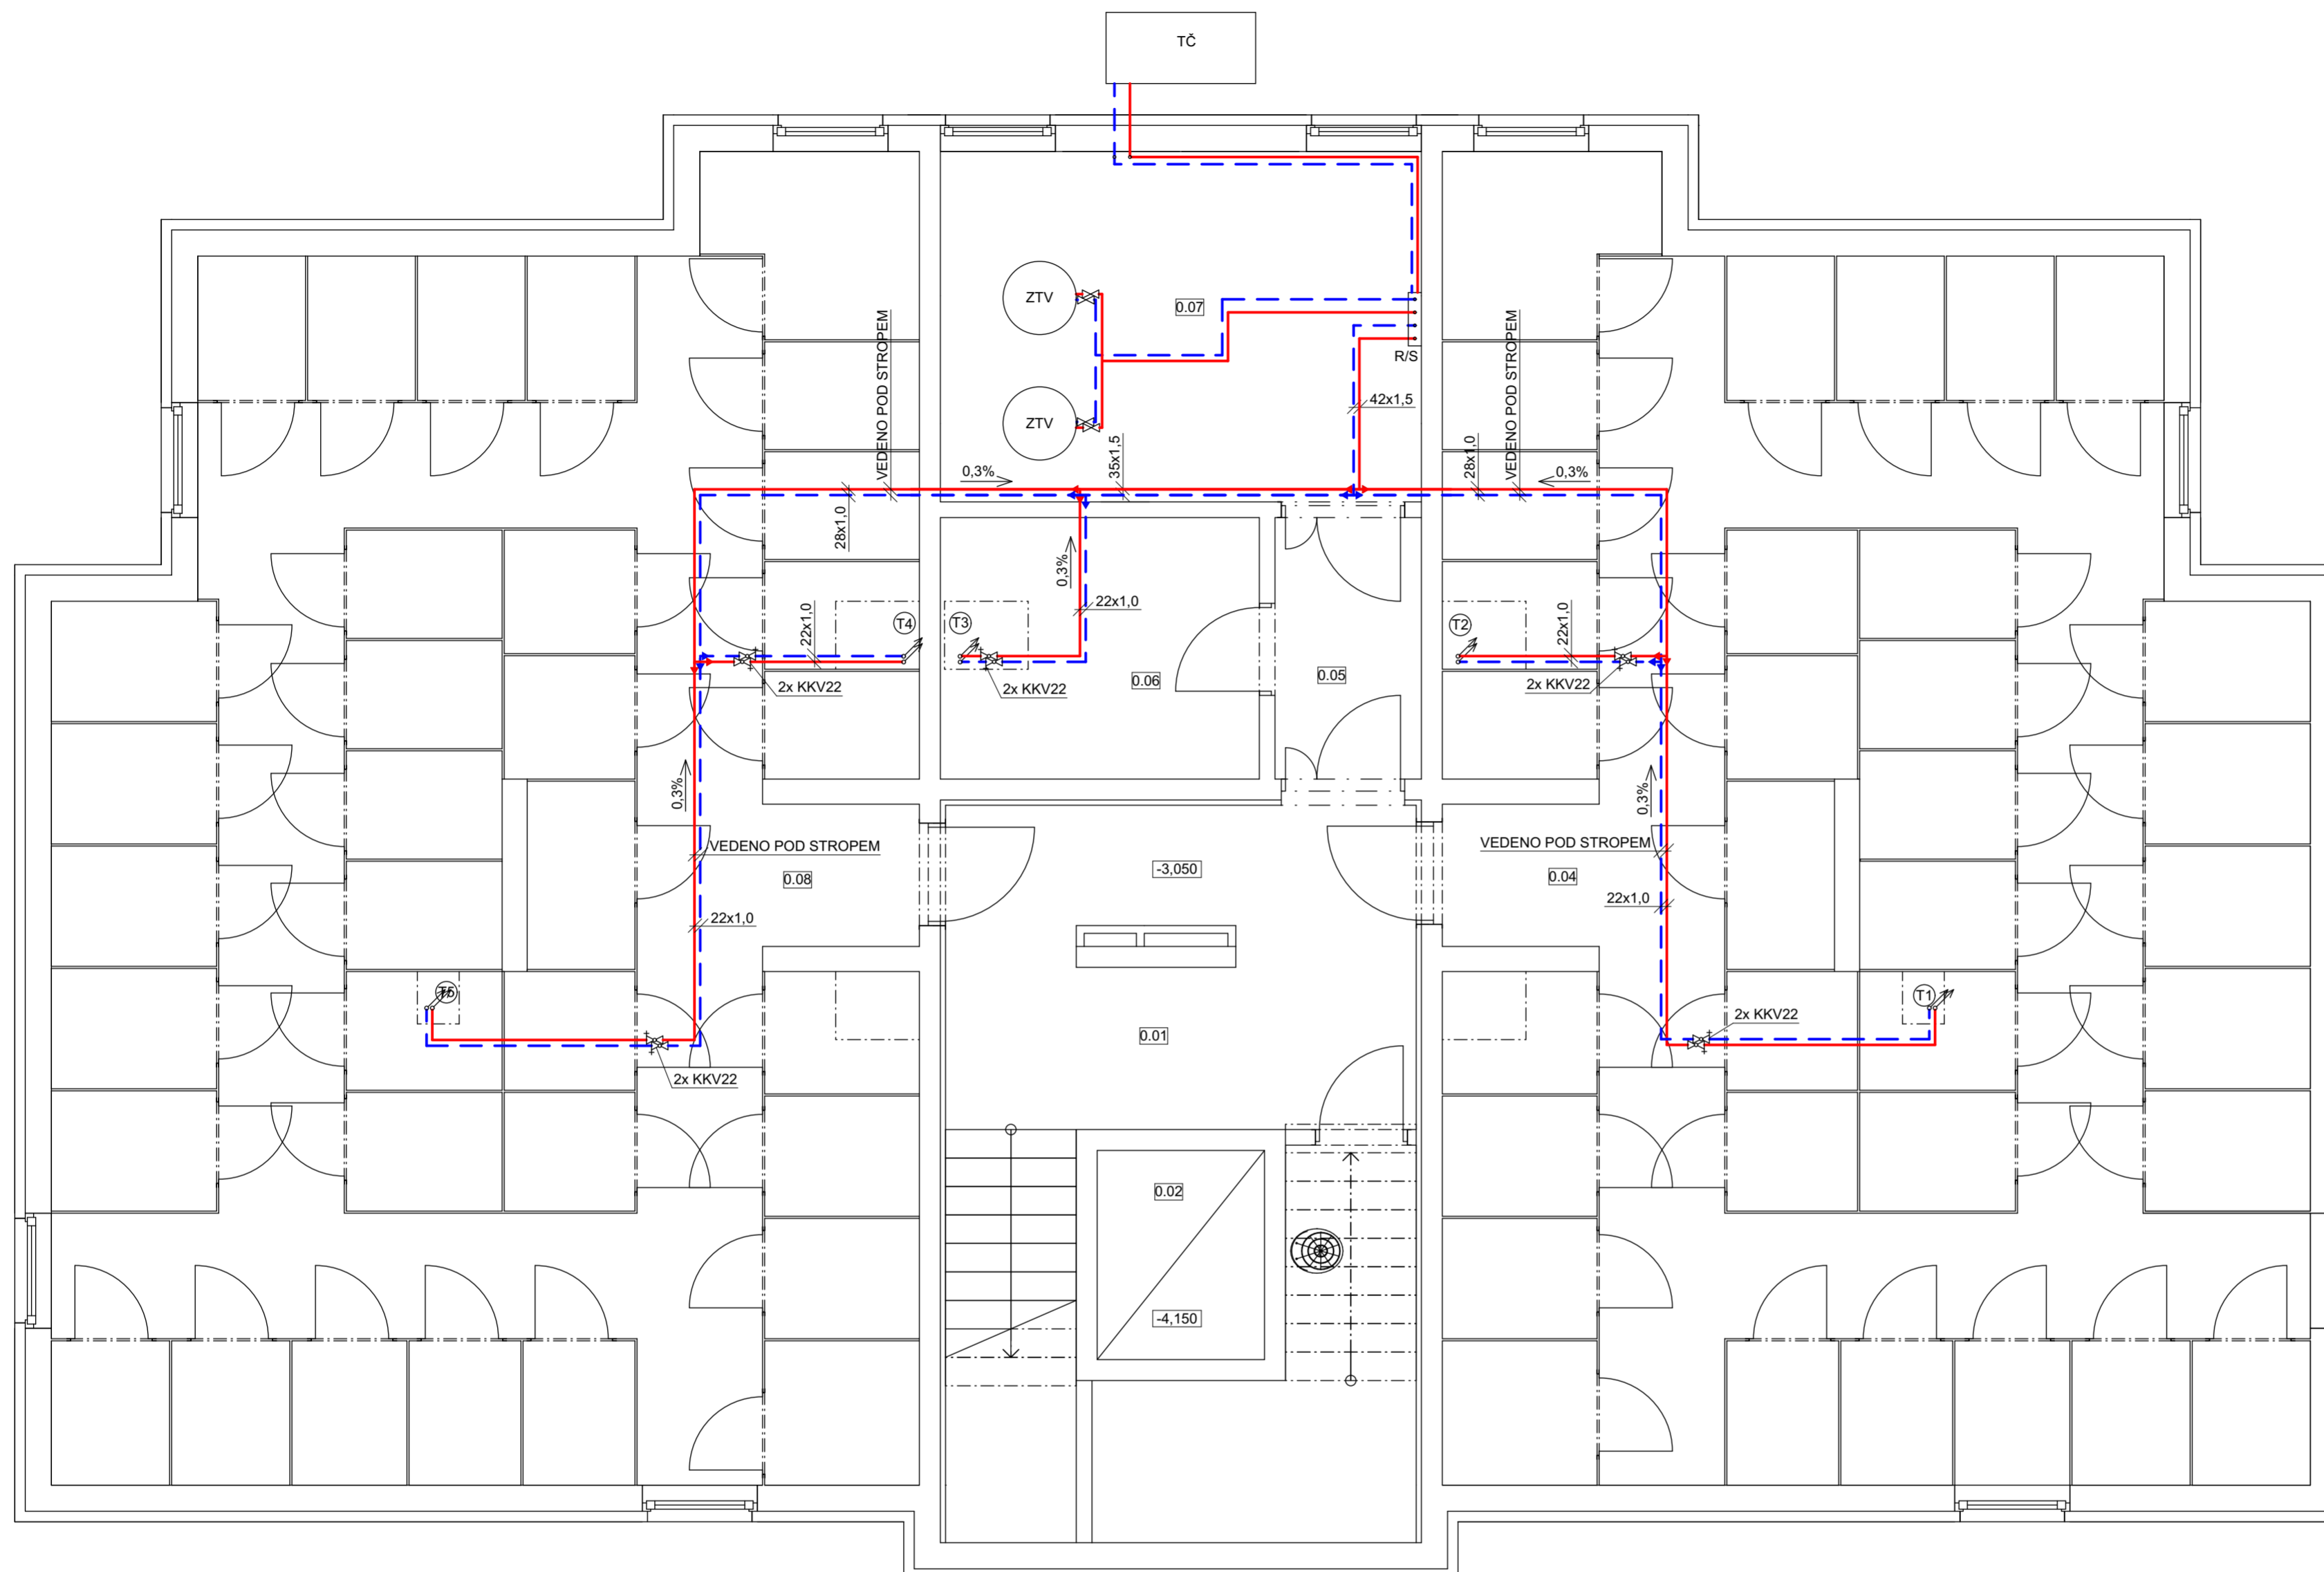 TČ
ZTV
0.07
VEDENO POD STROPEM
VEDENO POD STROPEM
R/S
42x1,5
ZTV
0,3%
35x1,5
28x1,0
0,3%
28x1,0
0,3%
22x1,0
22x1,0
T4
T3
T2
22x1,0
0.06
0.05
2x KKV22
2x KKV22
2x KKV22
0,3%
0,3%
VEDENO POD STROPEM
VEDENO POD STROPEM
0.08
-3,050
0.04
22x1,0
22x1,0
T5
T1
2x KKV22
0.01
2x KKV22
0.02
-4,150